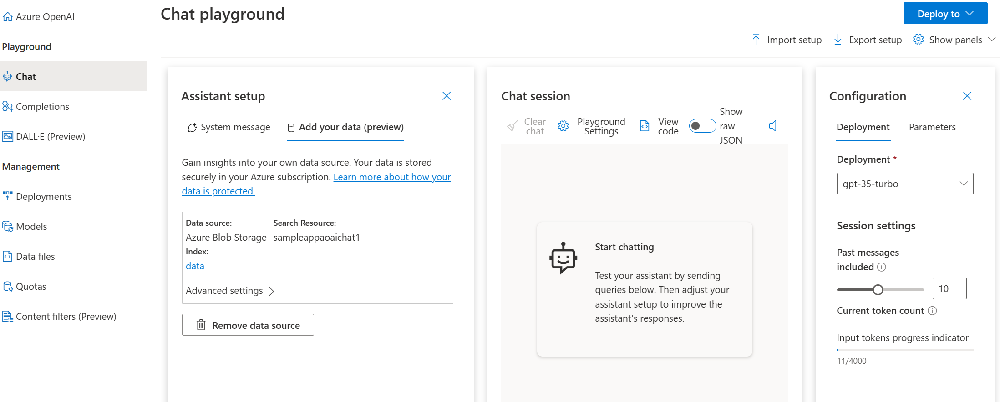 Azure OpenAI
Playground
Chat
Completions
DALL·E (Preview)
Management
Deployments
Models
Data files
Quotas
Content filters (Preview)
Chat playground
Deploy to
Import setup
Export setup
Show panels
Assistant setup
System message
Add your data (preview)
Gain insights into your own data source. Your data is stored
securely in your Azure subscription. Learn more about how your
data is protected.
Data source: Search Resource:
Azure Blob Storage sampleappaoaichat1
Index:
data
Advanced settings
Remove data source
Chat session
Clear
chat
Playground
Settings
View
code
Show
raw
JSON
Start chatting
Test your assistant by sending
queries below. Then adjust your
assistant setup to improve the
assistant's responses.
Configuration
Deployment
Parameters
Deployment *
gpt-35-turbo
Session settings
Past messages
included
10
Current token count
Input tokens progress indicator
11/4000